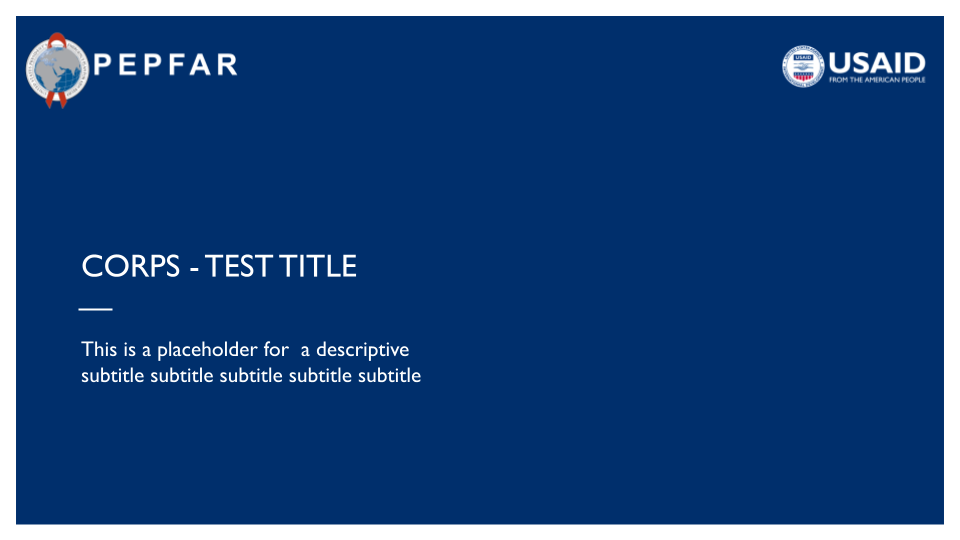 PEPFAR
USAID
FROM THE AMERICAN PEOPLE
CORPS - TEST TITLE
This is a placeholder for  a descriptive
subtitle subtitle subtitle subtitle subtitle